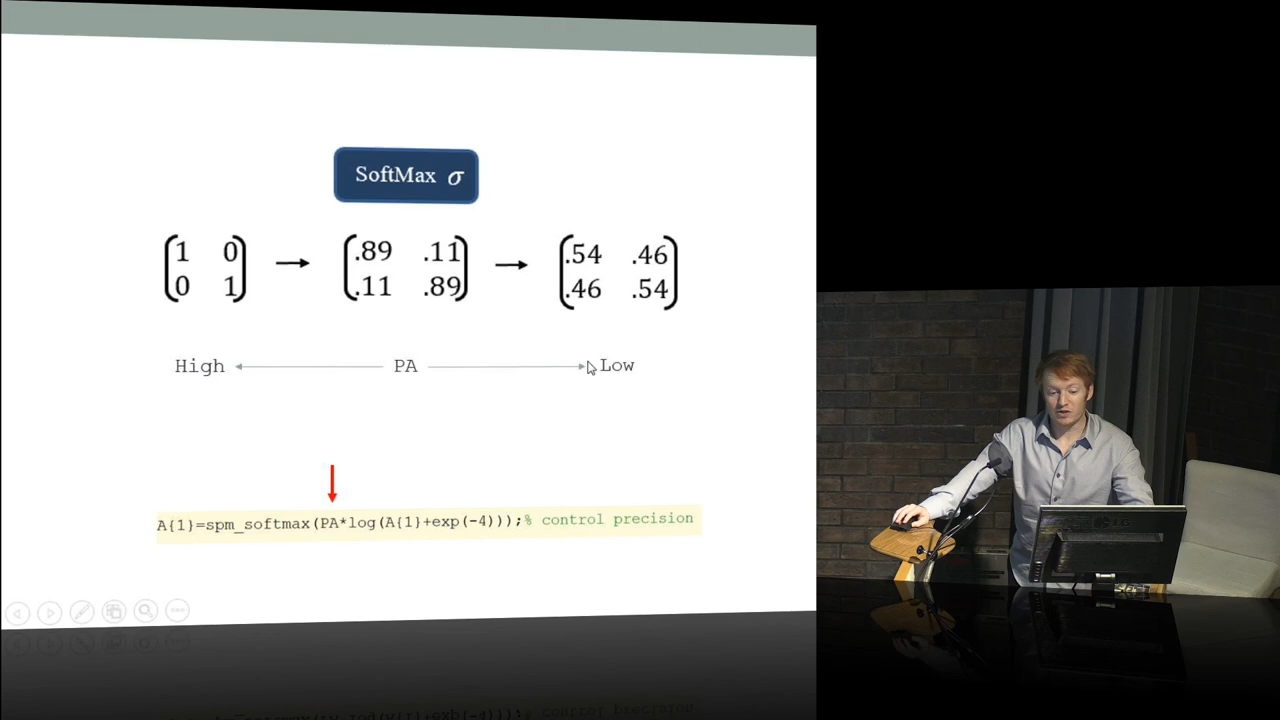 SoftMax σ
1 0 → .89 .11 → .54 .46
0 1 .11 .89 .46 .54
High PA Low
A{1}=spm_softmax(PA*log(A{1}+exp(-4)));% control precision